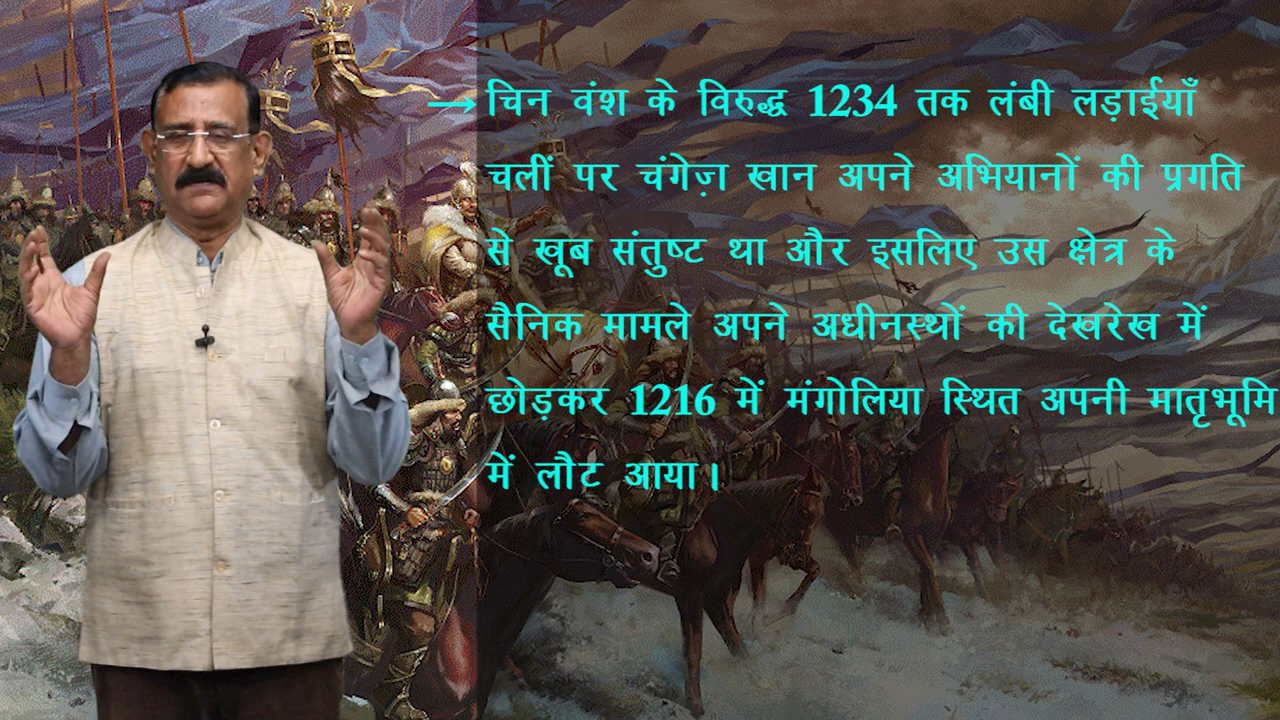 → चिन वंश के विरुद्ध 1234 तक लंबी लड़ाईयाँ
चलीं पर चंगेज़ खान अपने अभियानों की प्रगति
से खूब संतुष्ट था और इसलिए उस क्षेत्र के
सैनिक मामले अपने अधीनस्थों की देखरेख में
छोड़कर 1216 में मंगोलिया स्थित अपनी मातृभूमि
में लौट आया।